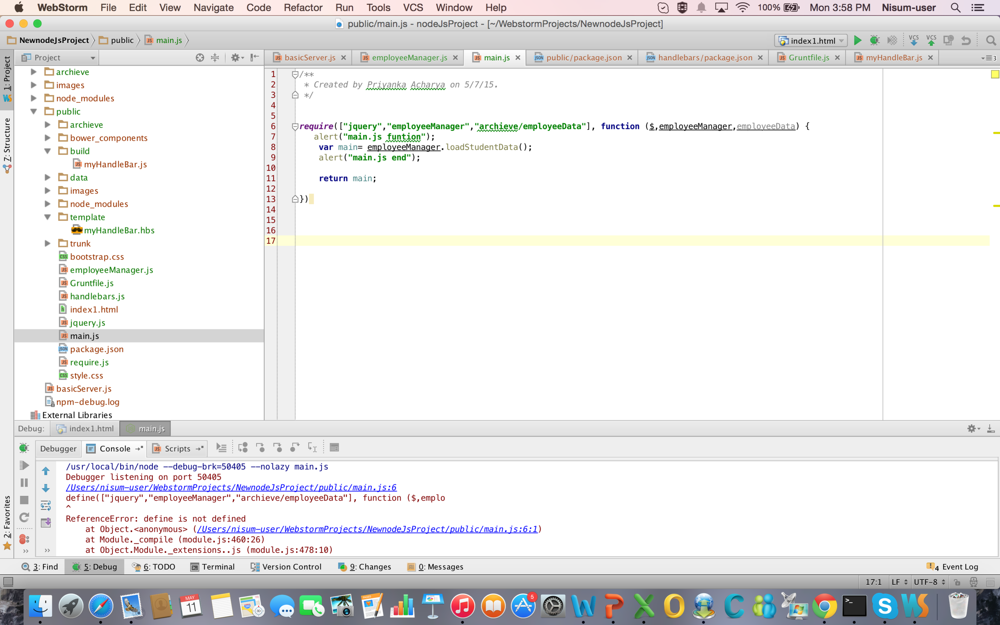 WebStorm File Edit View Navigate Code Refactor Run Tools VCS Window Help 100% Mon 3:58 PM Nisum-user
public/main.js - nodeJsProject - [~/WebstormProjects/NewnodeJsProject]
NewnodeJsProject public main.js index1.html VCS VCS
Project
basicServer.js employeeManager.js main.js public/package.json handlebars/package.json Gruntfile.js myHandleBar.js 3
1: Project
7: Structure
2: Favorites
archieve
images
node_modules
public
archieve
bower_components
build
myHandleBar.js
data
images
node_modules
template
myHandleBar.hbs
trunk
bootstrap.css
employeeManager.js
Gruntfile.js
handlebars.js
index1.html
jquery.js
main.js
package.json
require.js
style.css
basicServer.js
npm-debug.log
External Libraries
1 /**
2 * Created by Priyanka Acharya on 5/7/15.
3 */
4
5
6 require(["jquery","employeeManager","archieve/employeeData"], function ($,employeeManager,employeeData) {
7 alert("main.js funtion");
8 var main= employeeManager.loadStudentData();
9 alert("main.js end");
10
11 return main;
12
13 })
14
15
16
17
Debug: index1.html main.js
Debugger Console Scripts
/usr/local/bin/node --debug-brk=50405 --nolazy main.js
Debugger listening on port 50405
/Users/nisum-user/WebstormProjects/NewnodeJsProject/public/main.js:6
define(["jquery","employeeManager","archieve/employeeData"], function ($,emplo
^
ReferenceError: define is not defined
at Object.<anonymous> (/Users/nisum-user/WebstormProjects/NewnodeJsProject/public/main.js:6:1)
at Module._compile (module.js:460:26)
at Object.Module._extensions..js (module.js:478:10)
3: Find 5: Debug 6: TODO Terminal Version Control 9: Changes 0: Messages 4 Event Log
17:1 LF UTF-8
MAY
11
PAGES
3D
5